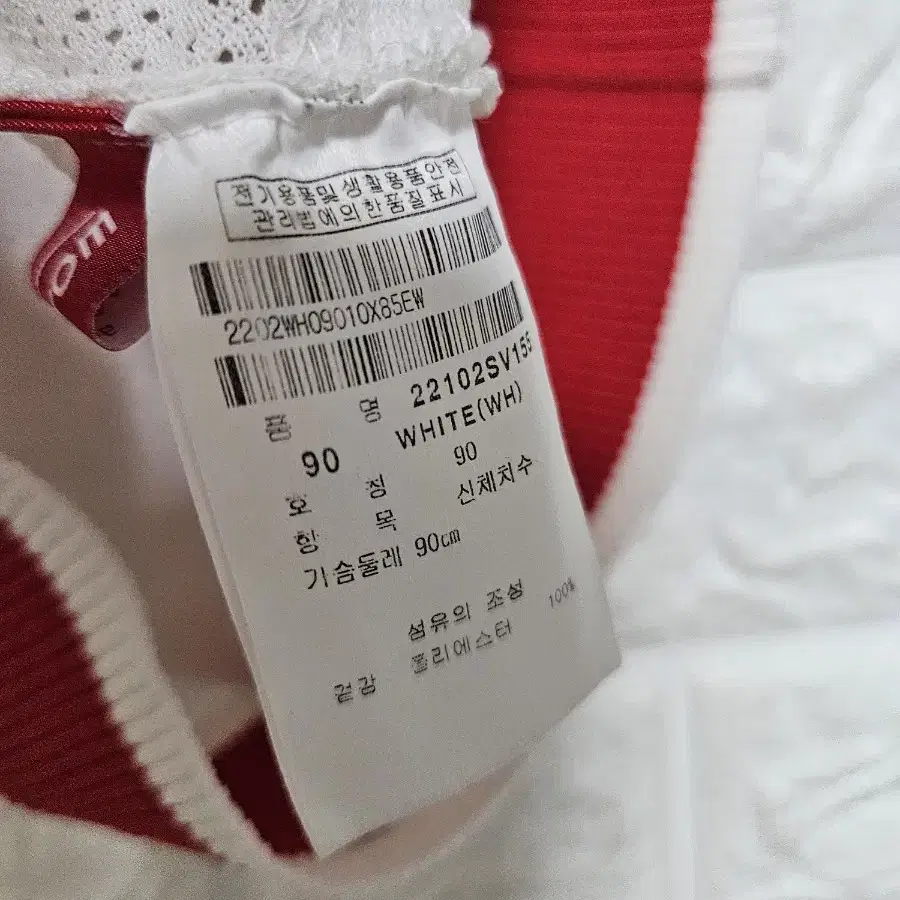 전기용품및생활용품안전
관리법에의한품질표시
2202WH09010X85EW
품 명 22102SV155
90 WHITE(WH)
호 칭 90
항 목 신체치수
기슴둘레 90cm
섬유의 조성
겉감 폴리에스터 100%
om